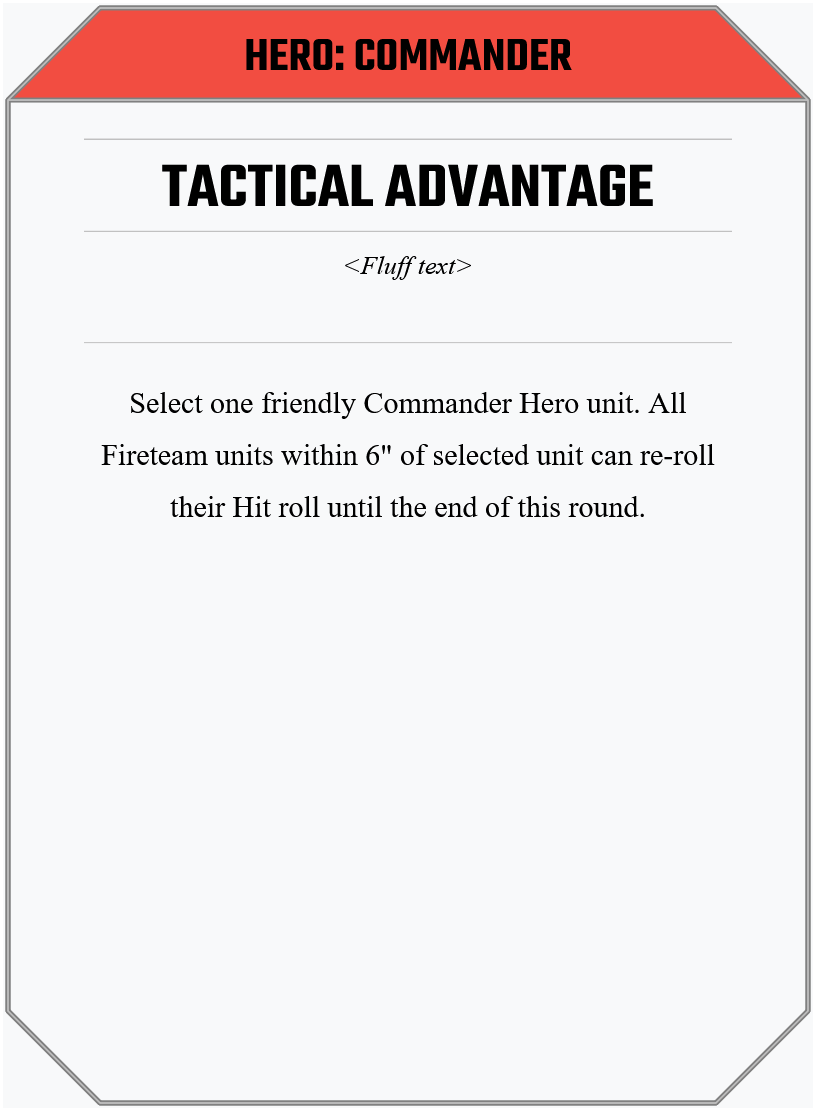 HERO: COMMANDER
TACTICAL ADVANTAGE
<Fluff text>
Select one friendly Commander Hero unit. All
Fireteam units within 6" of selected unit can re-roll
their Hit roll until the end of this round.